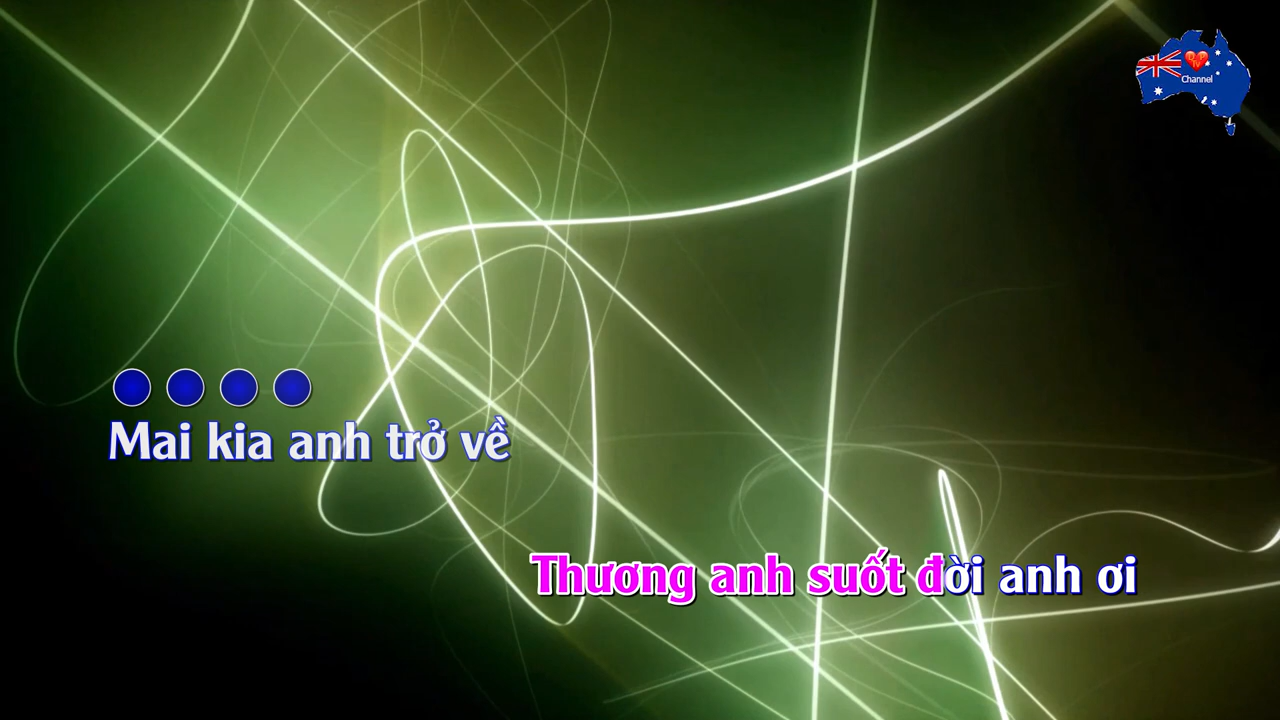 Channel
Mai kia anh trở về
Thương anh suốt đời anh ơi